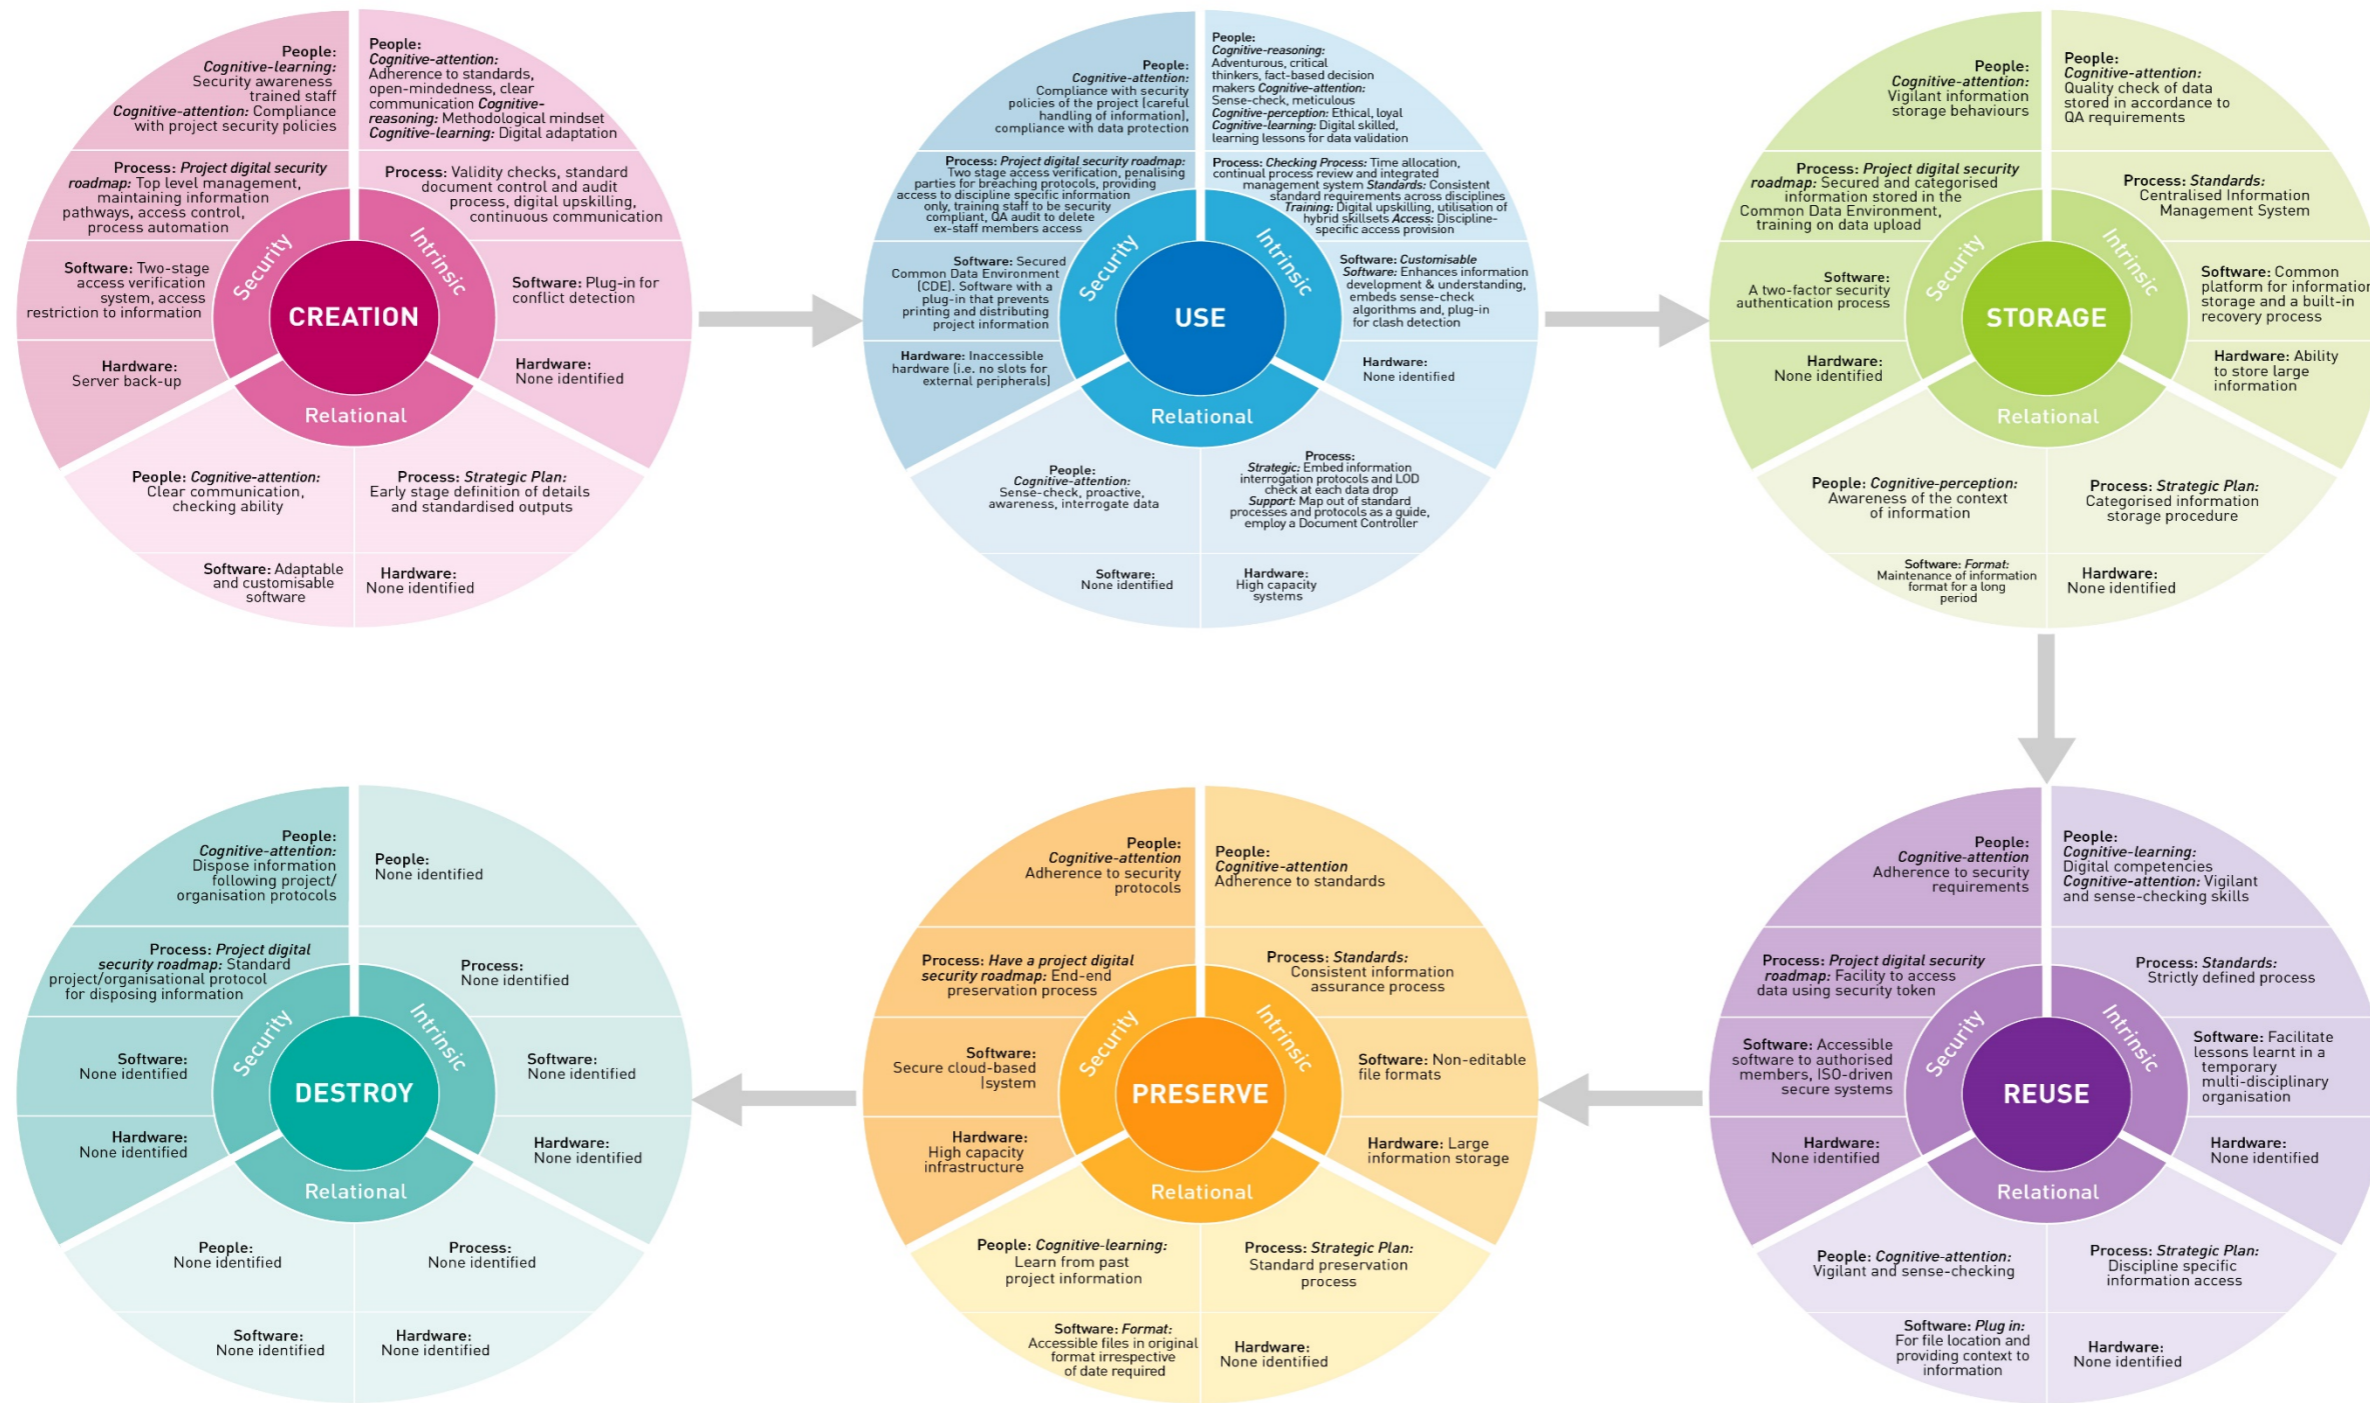 People:
Cognitive-learning:
Security awareness
trained staff
Cognitive-attention: Compliance
with project security policies
Process: Project digital security
roadmap: Top level management,
maintaining information
pathways, access control,
process automation
Software: Two-stage
access verification
system, access
restriction to information
Hardware:
Server back-up
People:
Cognitive-attention:
Adherence to standards,
open-mindedness, clear
communication Cognitive-
reasoning: Methodological mindset
Cognitive-learning: Digital adaptation
Process: Validity checks, standard
document control and audit
process, digital upskilling,
continuous communication
Software: Plug-in for
conflict detection
Hardware:
None identified
Security
Intrinsic
CREATION
Relational
People: Cognitive-attention:
Clear communication,
checking ability
Process: Strategic Plan:
Early stage definition of details
and standardised outputs
Software: Adaptable
and customisable
software
Hardware:
None identified
People:
Cognitive-attention:
Compliance with security
policies of the project (careful
handling of information),
compliance with data protection
Process: Project digital security roadmap:
Two stage access verification, penalising
parties for breaching protocols, providing
access to discipline specific information
only, training staff to be security
compliant, QA audit to delete
ex-staff members access
Software: Secured
Common Data Environment
(CDE). Software with a
plug-in that prevents
printing and distributing
project information
Hardware: Inaccessible
hardware (i.e. no slots for
external peripherals)
People:
Cognitive-reasoning:
Adventurous, critical
thinkers, fact-based decision
makers Cognitive-attention:
Sense-check, meticulous
Cognitive-perception: Ethical, loyal
Cognitive-learning: Digital skilled,
learning lessons for data validation
Process: Checking Process: Time allocation,
continual process review and integrated
management system Standards: Consistent
standard requirements across disciplines
Training: Digital upskilling, utilisation of
hybrid skillsets Access: Discipline-
specific access provision
Software: Customisable
Software: Enhances information
development & understanding,
embeds sense-check
algorithms and, plug-in
for clash detection
Hardware:
None identified
Security
Intrinsic
USE
Relational
People:
Cognitive-attention:
Sense-check, proactive,
awareness, interrogate data
Process:
Strategic: Embed information
interrogation protocols and LOD
check at each data drop
Support: Map out of standard
processes and protocols as a guide,
employ a Document Controller
Software:
None identified
Hardware:
High capacity
systems
People:
Cognitive-attention:
Vigilant information
storage behaviours
Process: Project digital security
roadmap: Secured and categorised
information stored in the
Common Data Environment,
training on data upload
Software:
A two-factor security
authentication process
Hardware:
None identified
People:
Cognitive-attention:
Quality check of data
stored in accordance to
QA requirements
Process: Standards:
Centralised Information
Management System
Software: Common
platform for information
storage and a built-in
recovery process
Hardware: Ability
to store large
information
Security
Intrinsic
STORAGE
Relational
People: Cognitive-perception:
Awareness of the context
of information
Process: Strategic Plan:
Categorised information
storage procedure
Software: Format:
Maintenance of information
format for a long
period
Hardware:
None identified
People:
Cognitive-attention:
Dispose information
following project/
organisation protocols
Process: Project digital
security roadmap: Standard
project/organisational protocol
for disposing information
Software:
None identified
Hardware:
None identified
People:
None identified
Process:
None identified
Software:
None identified
Hardware:
None identified
Security
Intrinsic
DESTROY
Relational
People:
None identified
Process:
None identified
Software:
None identified
Hardware:
None identified
People:
Cognitive-attention
Adherence to security
protocols
Process: Have a project digital
security roadmap: End-end
preservation process
Software:
Secure cloud-based
|system
Hardware:
High capacity
infrastructure
People:
Cognitive-attention
Adherence to standards
Process: Standards:
Consistent information
assurance process
Software: Non-editable
file formats
Hardware: Large
information storage
Security
Intrinsic
PRESERVE
Relational
People: Cognitive-learning:
Learn from past
project information
Process: Strategic Plan:
Standard preservation
process
Software: Format:
Accessible files in original
format irrespective
of date required
Hardware:
None identified
People:
Cognitive-attention
Adherence to security
requirements
Process: Project digital security
roadmap: Facility to access
data using security token
Software: Accessible
software to authorised
members, ISO-driven
secure systems
Hardware:
None identified
People:
Cognitive-learning:
Digital competencies
Cognitive-attention: Vigilant
and sense-checking skills
Process: Standards:
Strictly defined process
Software: Facilitate
lessons learnt in a
temporary
multi-disciplinary
organisation
Hardware:
None identified
Security
Intrinsic
REUSE
Relational
People: Cognitive-attention:
Vigilant and sense-checking
Process: Strategic Plan:
Discipline specific
information access
Software: Plug in:
For file location and
providing context to
information
Hardware:
None identified